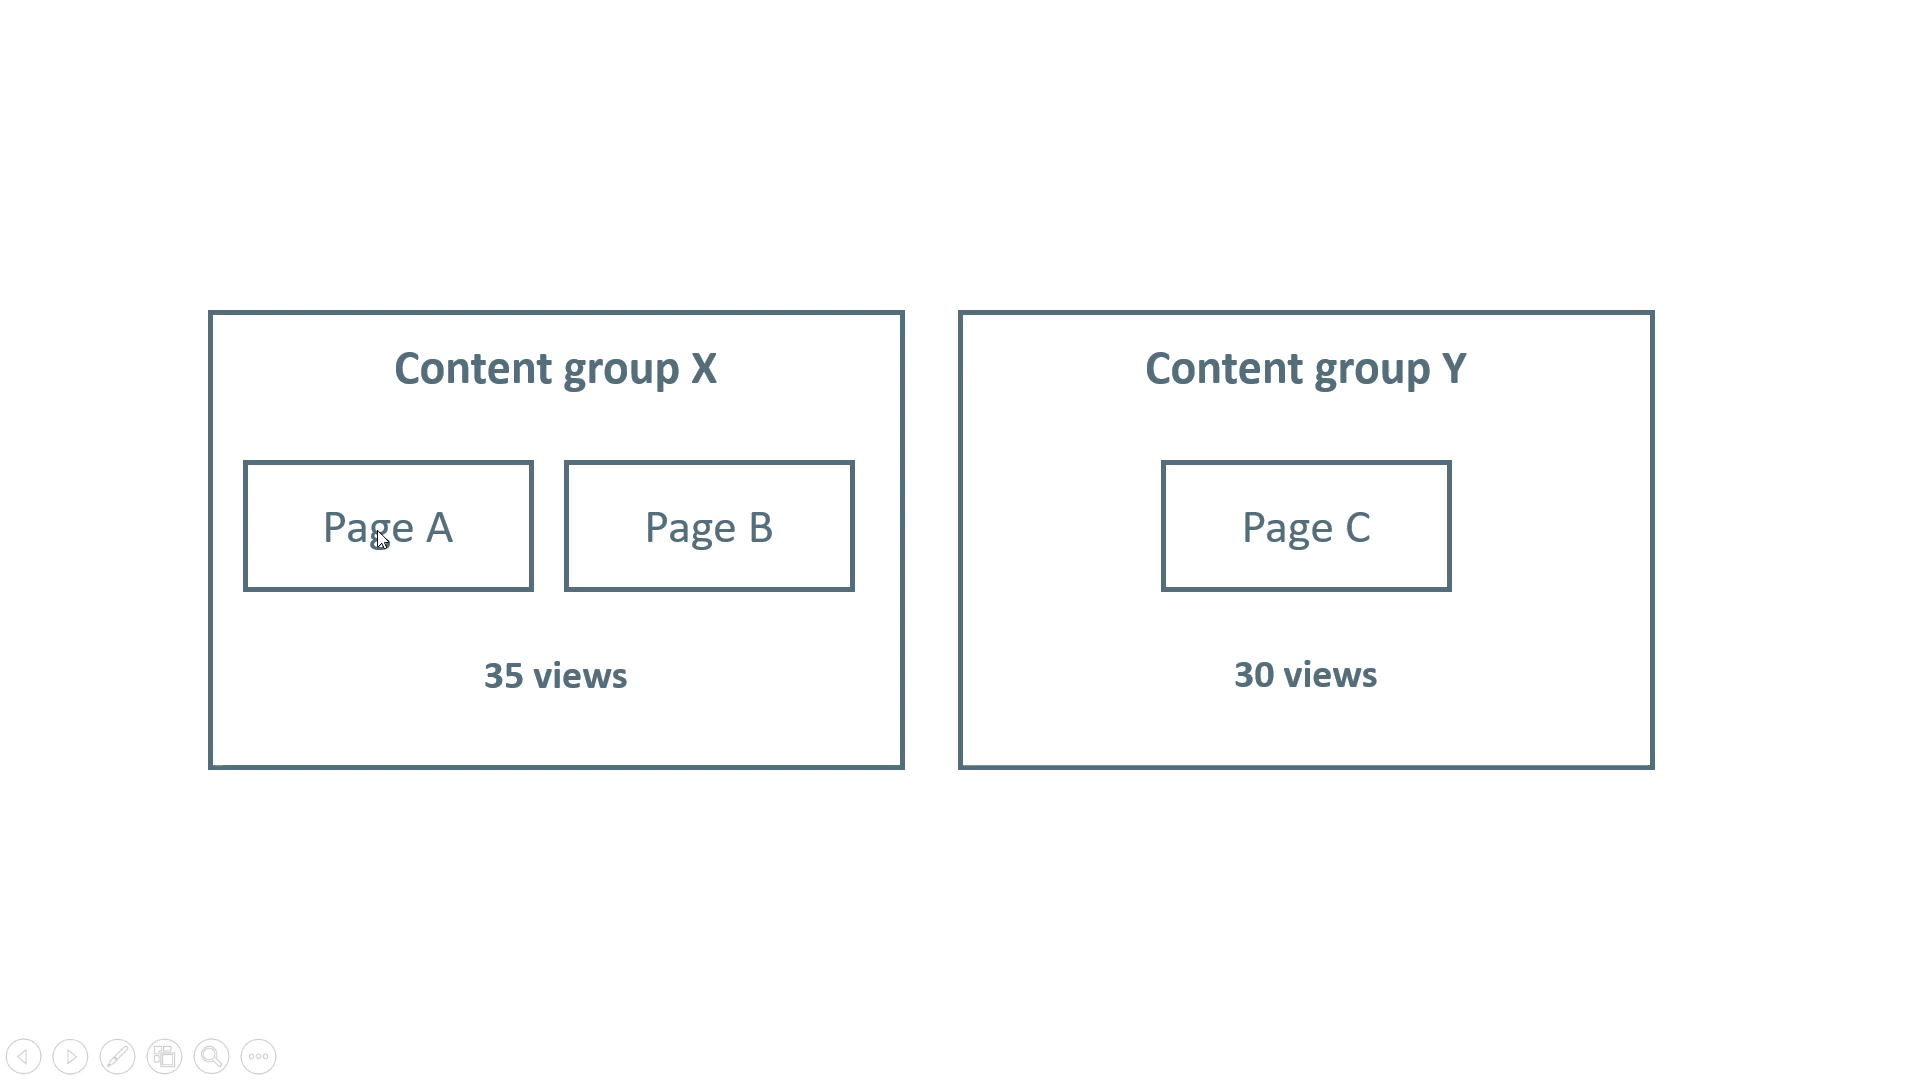 Content group X
Page A
Page B
35 views
Content group Y
Page C
30 views